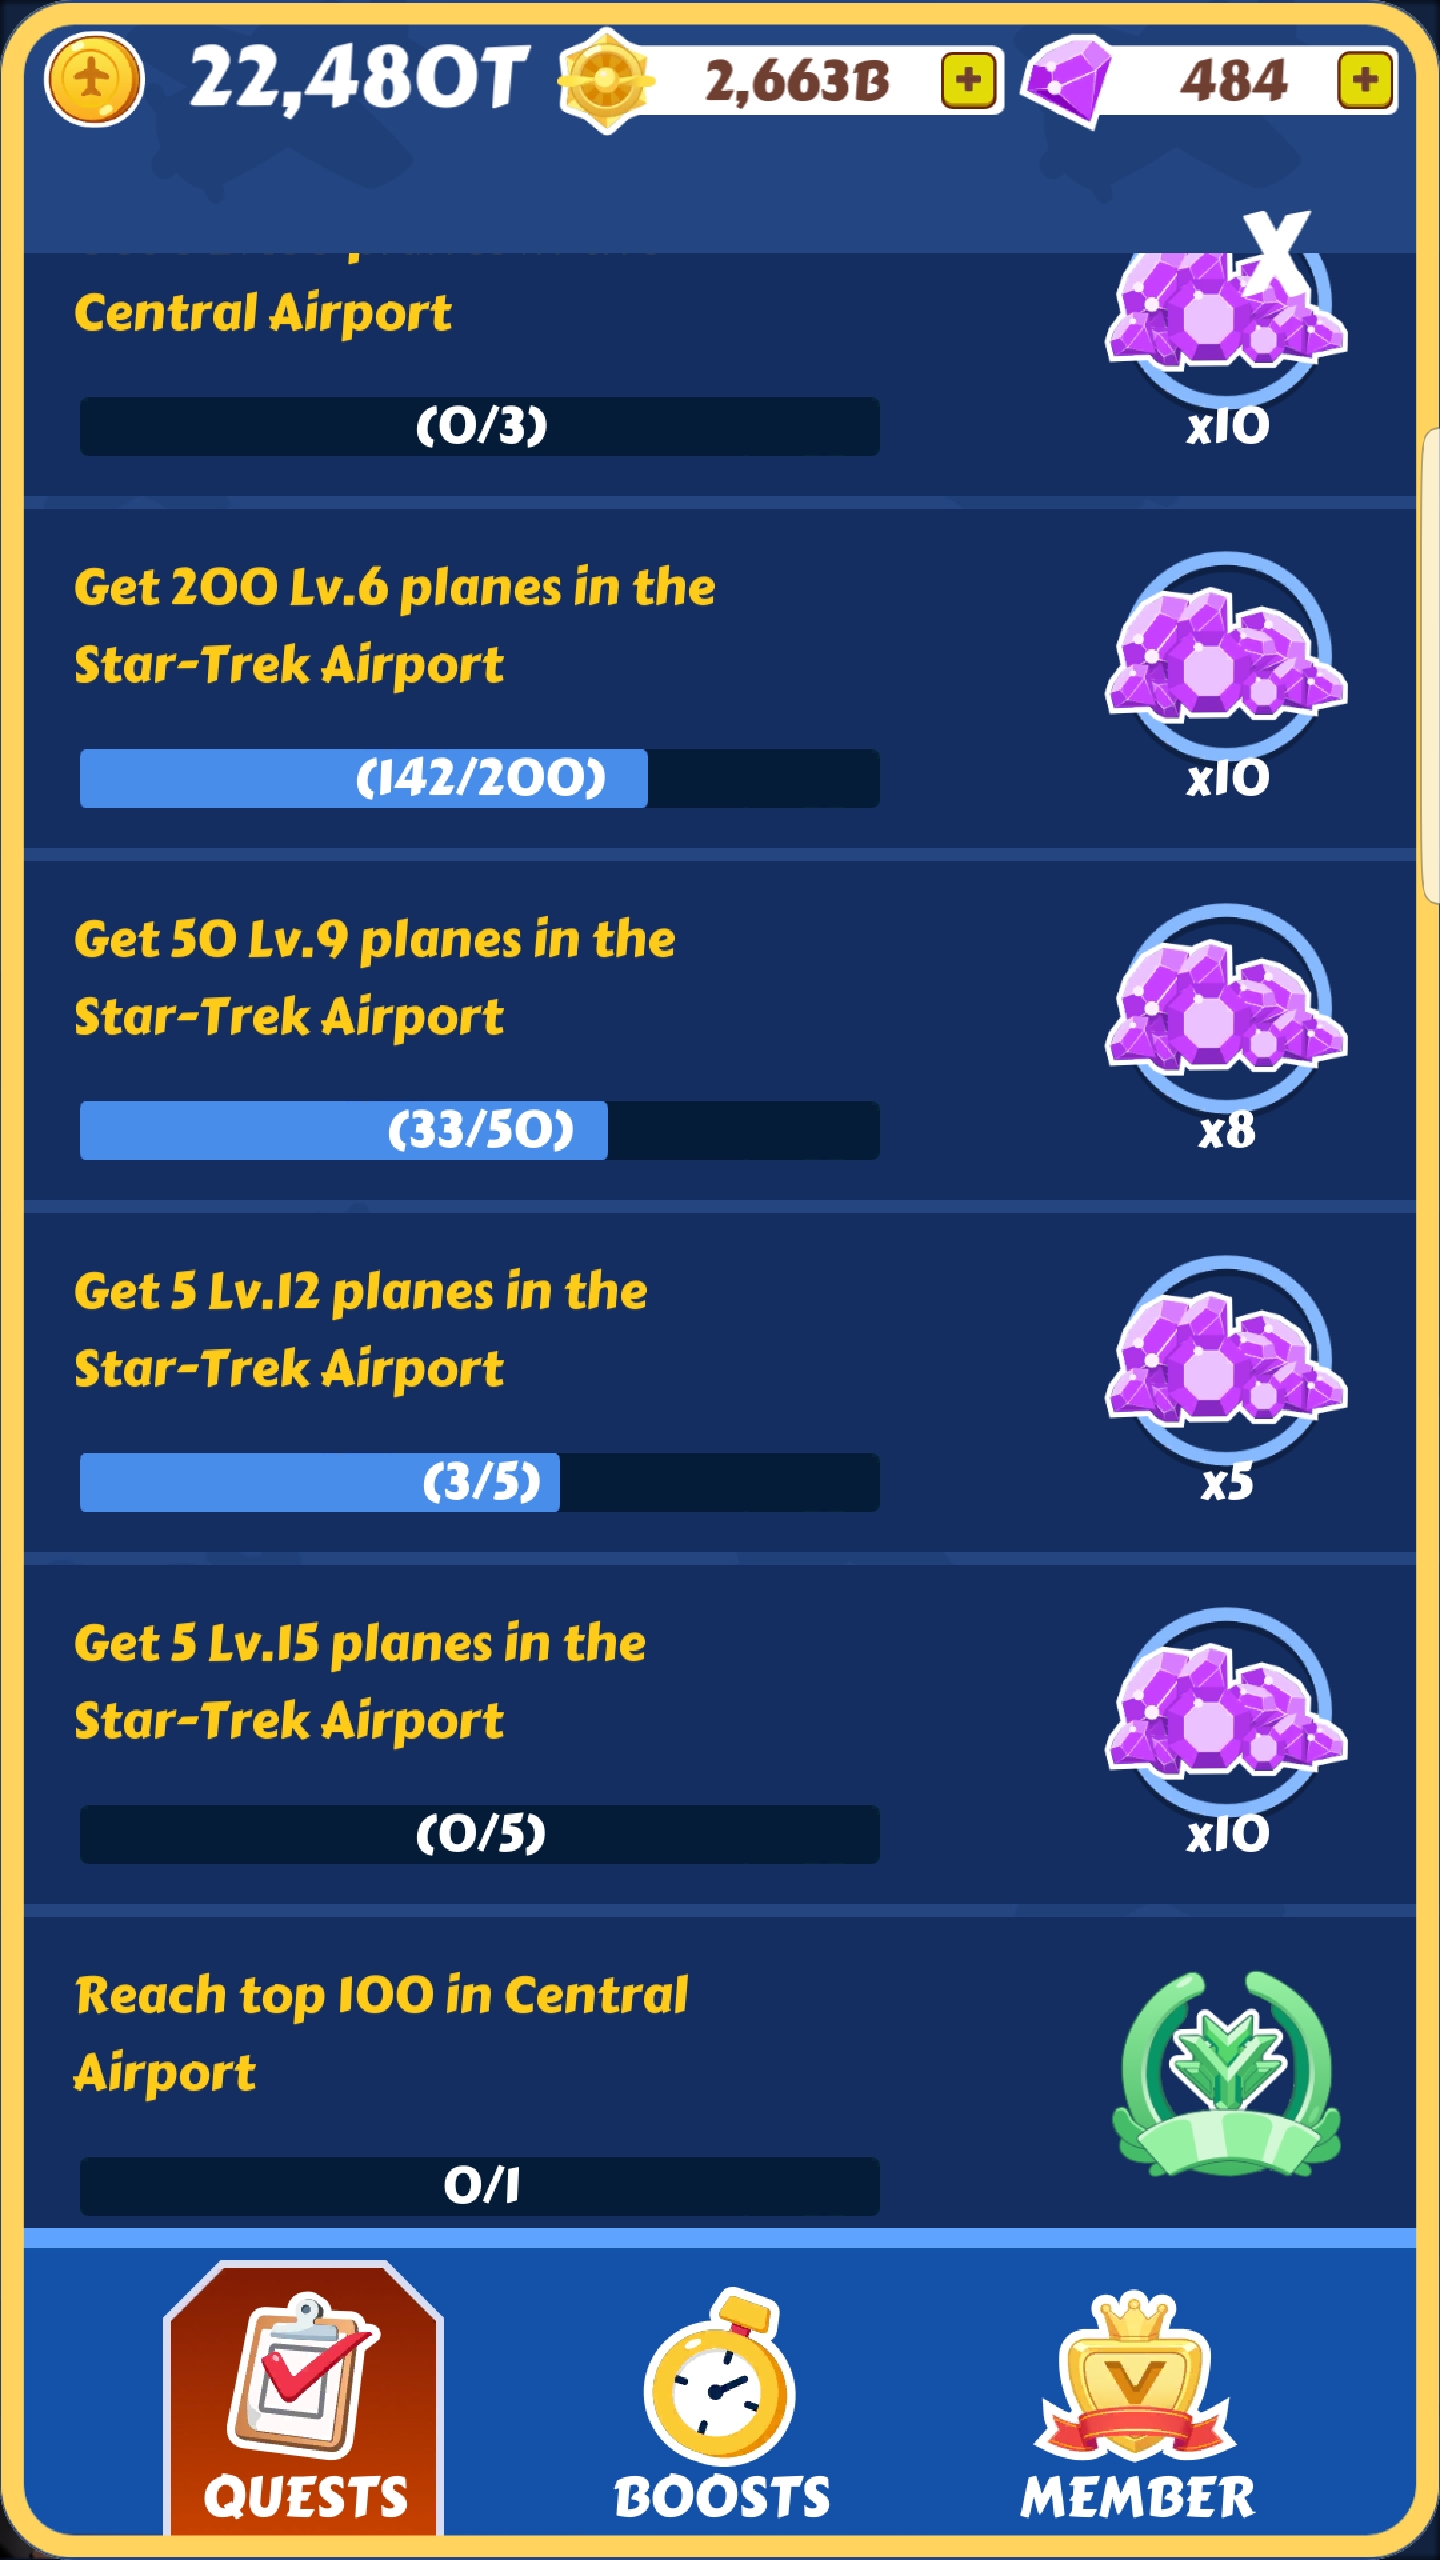 22,480T 2,663B + 484 +
X
Central Airport
(0/3) x10
Get 200 Lv.6 planes in the
Star-Trek Airport
(142/200) x10
Get 50 Lv.9 planes in the
Star-Trek Airport
(33/50) x8
Get 5 Lv.12 planes in the
Star-Trek Airport
(3/5) x5
Get 5 Lv.15 planes in the
Star-Trek Airport
(0/5) x10
Reach top 100 in Central
Airport
0/1
V
QUESTS BOOSTS MEMBER